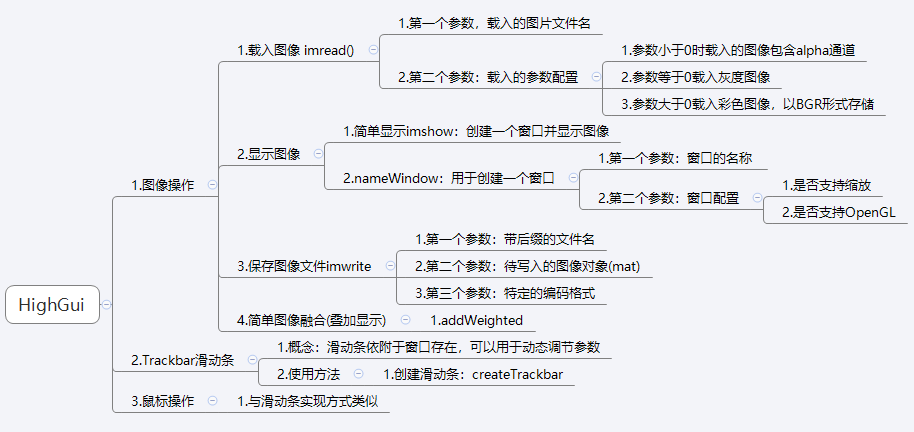 HighGui
1.图像操作
1.载入图像 imread()
1.第一个参数，载入的图片文件名
2.第二个参数：载入的参数配置
1.参数小于0时载入的图像包含alpha通道
2.参数等于0载入灰度图像
3.参数大于0载入彩色图像，以BGR形式存储
2.显示图像
1.简单显示imshow：创建一个窗口并显示图像
2.nameWindow：用于创建一个窗口
1.第一个参数：窗口的名称
2.第二个参数：窗口配置
1.是否支持缩放
2.是否支持OpenGL
3.保存图像文件imwrite
1.第一个参数：带后缀的文件名
2.第二个参数：待写入的图像对象(mat)
3.第三个参数：特定的编码格式
4.简单图像融合(叠加显示)
1.addWeighted
2.Trackbar滑动条
1.概念：滑动条依附于窗口存在，可以用于动态调节参数
2.使用方法
1.创建滑动条：createTrackbar
3.鼠标操作
1.与滑动条实现方式类似